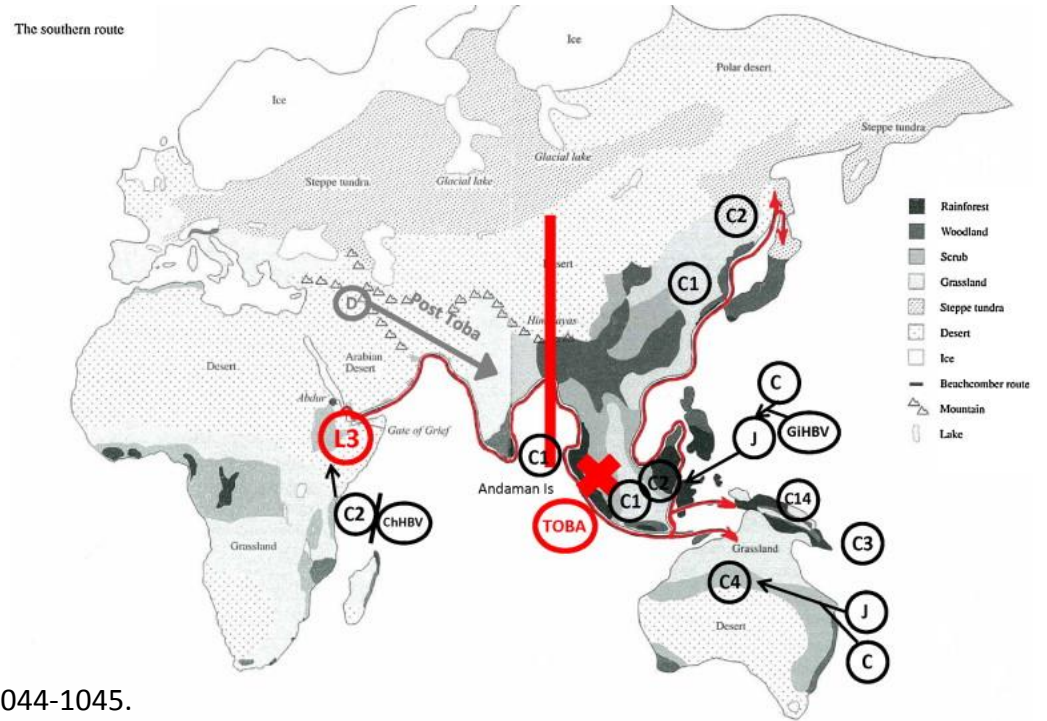 The southern route
Ice
Ice
Polar desert
Steppe tundra
Glacial lake
Glacial lake
Steppe tundra
C2
Rainforest
Woodland
Scrub
Grassland
Steppe tundra
Desert
Ice
Beachcomber route
Mountain
Lake
C1
D
Post Toba
Desert
Arabian
Desert
Abdur
Gate of Grief
L3
C1
Andaman Is
C
J
GiHBV
C2
C1
TOBA
C14
C3
C2
ChHBV
Grassland
Desert
Grassland
C4
J
Desert
C
044-1045.